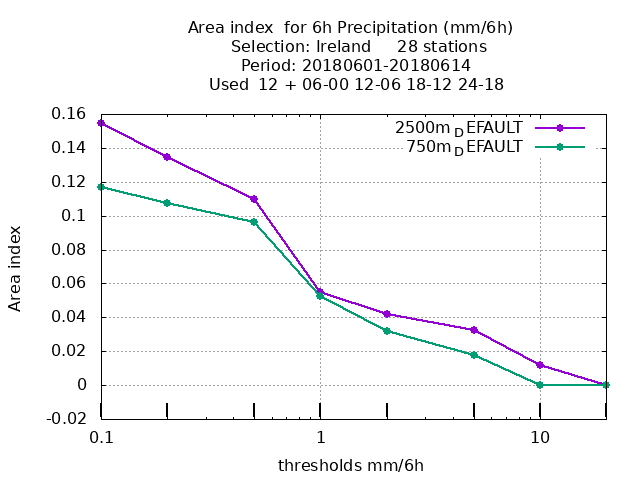 Area index  for 6h Precipitation (mm/6h)
Selection: Ireland     28 stations
Period: 20180601-20180614
Used  12 + 06-00 12-06 18-12 24-18
2500m_DEFAULT
750m_DEFAULT
0.16
0.14
0.12
0.1
0.08
0.06
0.04
0.02
0
-0.02
Area index
0.1 1 10
thresholds mm/6h